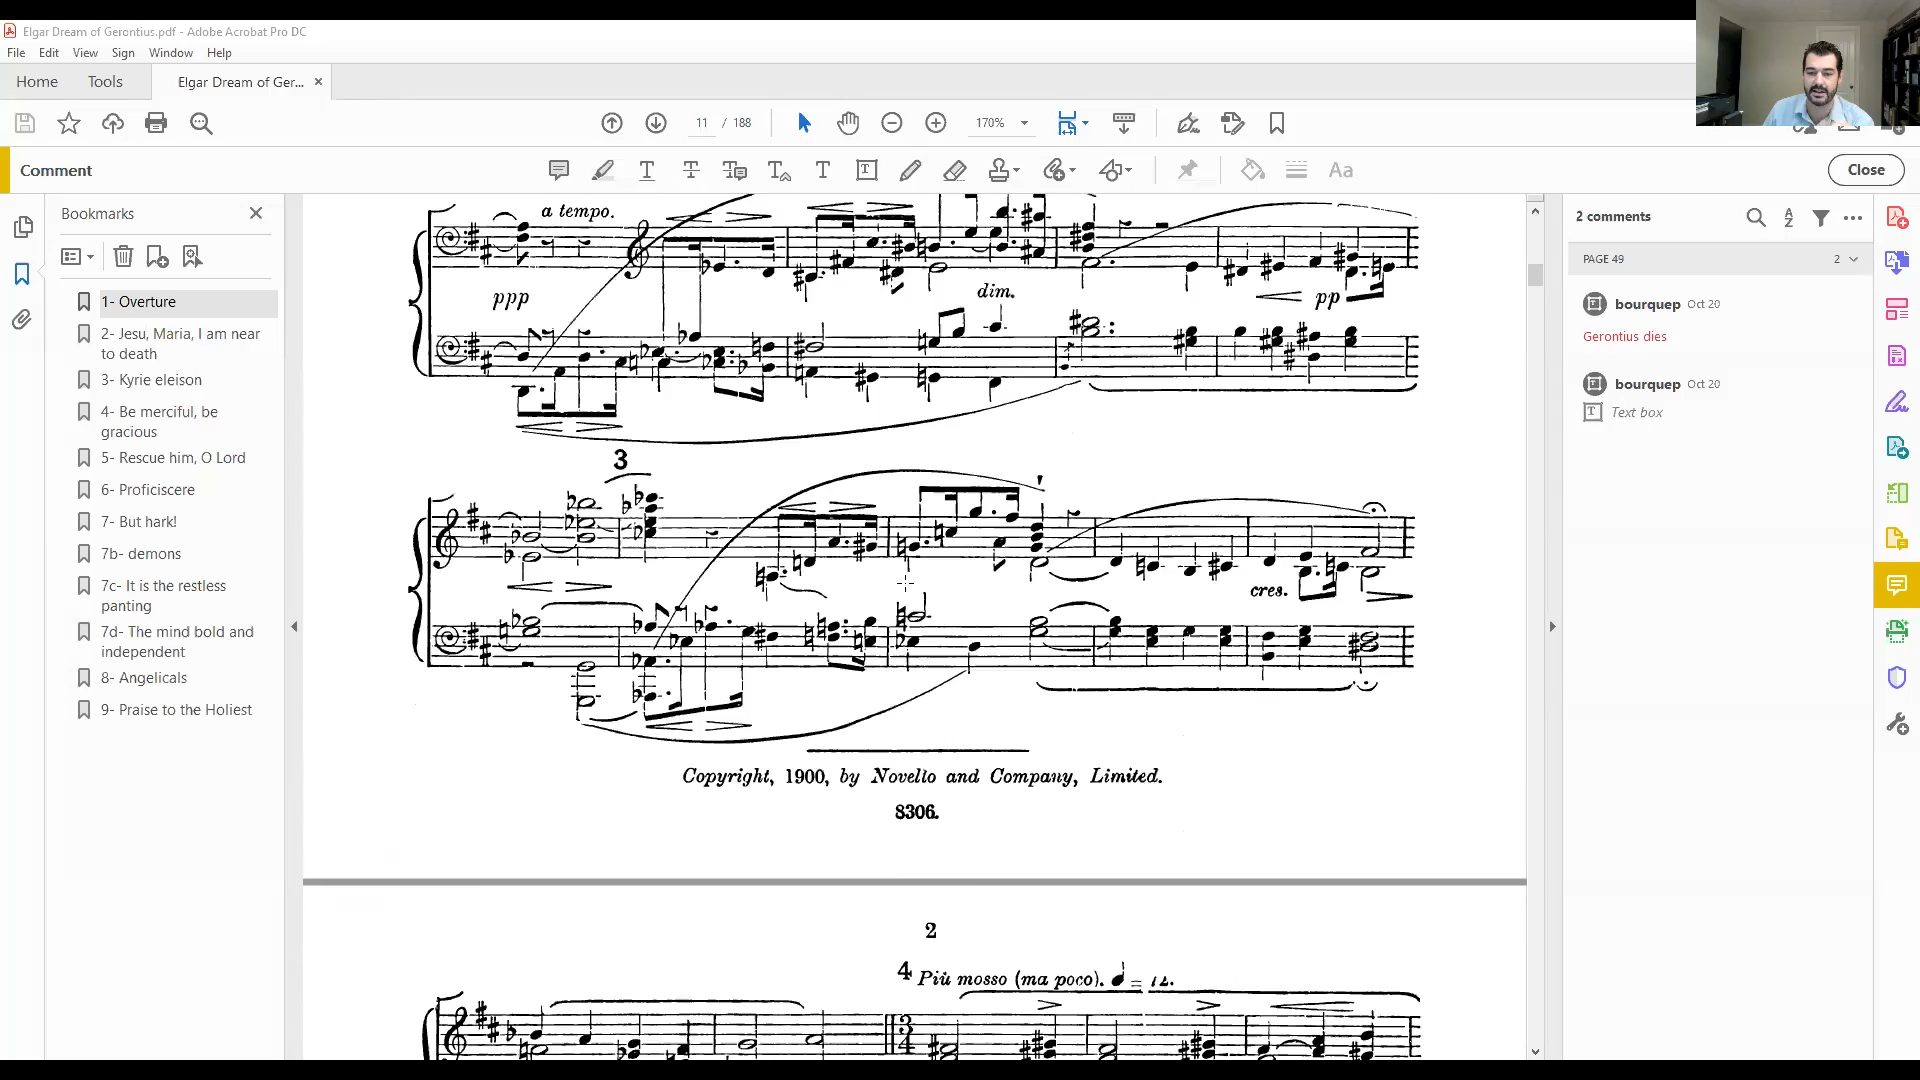 Elgar Dream of Gerontius.pdf - Adobe Acrobat Pro DC
File Edit View Sign Window Help
Home Tools Elgar Dream of Ger... ×
11 / 188 170%
Comment Close
Bookmarks
1- Overture
2- Jesu, Maria, I am near
to death
3- Kyrie eleison
4- Be merciful, be
gracious
5- Rescue him, O Lord
6- Proficiscere
7- But hark!
7b- demons
7c- It is the restless
panting
7d- The mind bold and
independent
8- Angelicals
9- Praise to the Holiest
a tempo.
ppp
dim.
pp
3
cres.
Copyright, 1900, by Novello and Company, Limited.
8306.
2
4 Più mosso (ma poco).
3
4
2 comments
PAGE 49 2
bourquep Oct 20
Gerontius dies
bourquep Oct 20
Text box